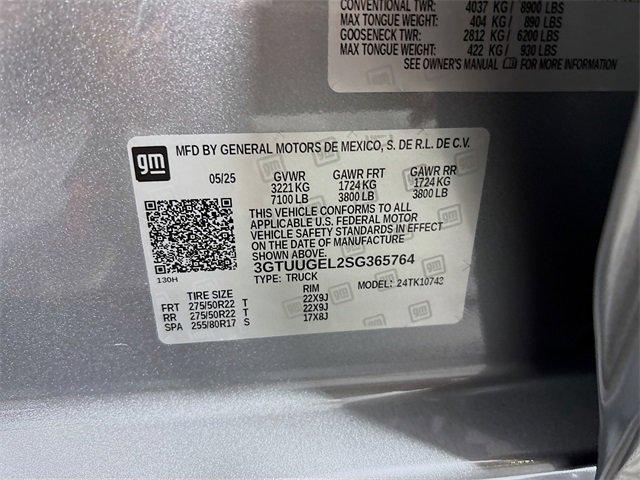 CONVENTIONAL TWR: 4037 KG/ 8900 LBS
MAX TONGUE WEIGHT: 404 KG/ 890 LBS
GOOSENECK TWR: 2812 KG/ 6200 LBS
MAX TONGUE WEIGHT: 422 KG/ 930 LBS
SEE OWNER'S MANUAL gm FOR MORE INFORMATION
gm MFD BY GENERAL MOTORS DE MEXICO, S. DE R.L. DE C.V.
05/25 GVWR GAWR FRT GAWR RR
3221 KG 1724 KG 1724 KG
7100 LB 3800 LB 3800 LB
THIS VEHICLE CONFORMS TO ALL
APPLICABLE U.S. FEDERAL MOTOR
VEHICLE SAFETY STANDARDS IN EFFECT
ON THE DATE OF MANUFACTURE
SHOWN ABOVE.
3GTUUGEL2SG365764
130H TYPE: TRUCK MODEL: 24TK10743
TIRE SIZE RIM
FRT 275/50R22 T 22X9J
RR 275/50R22 T 22X9J
SPA 255/80R17 S 17X8J